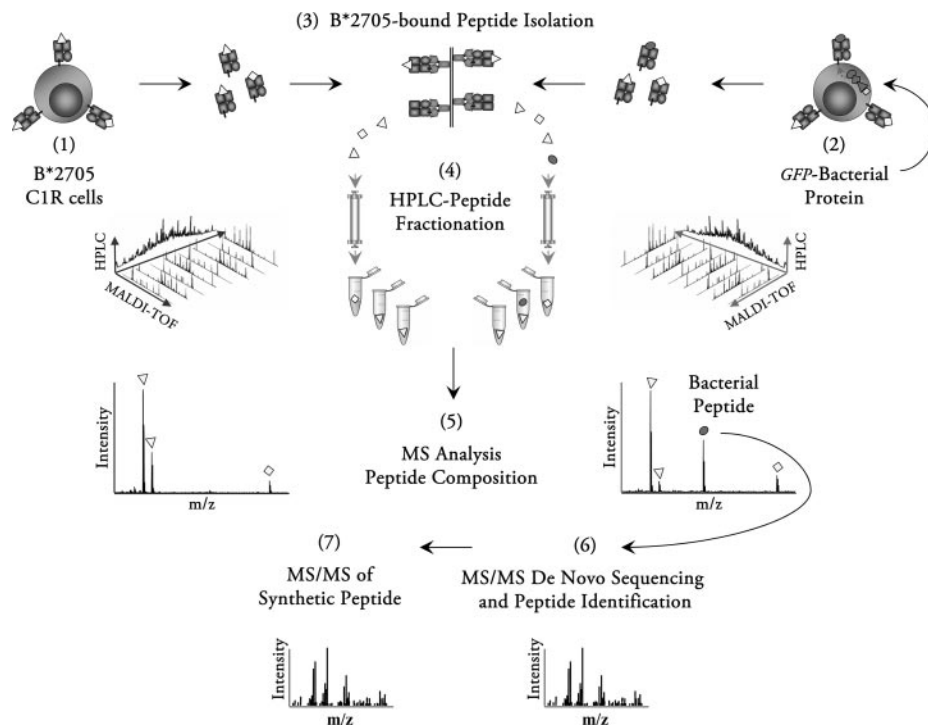 (3) B*2705-bound Peptide Isolation
(1)
B*2705
C1R cells
(2)
GFP-Bacterial
Protein
(4)
HPLC-Peptide
Fractionation
HPLC
MALDI-TOF
HPLC
MALDI-TOF
(5)
MS Analysis
Peptide Composition
Intensity
m/z
Bacterial
Peptide
Intensity
m/z
(7)
MS/MS of
Synthetic Peptide
(6)
MS/MS De Novo Sequencing
and Peptide Identification
Intensity
m/z
Intensity
m/z